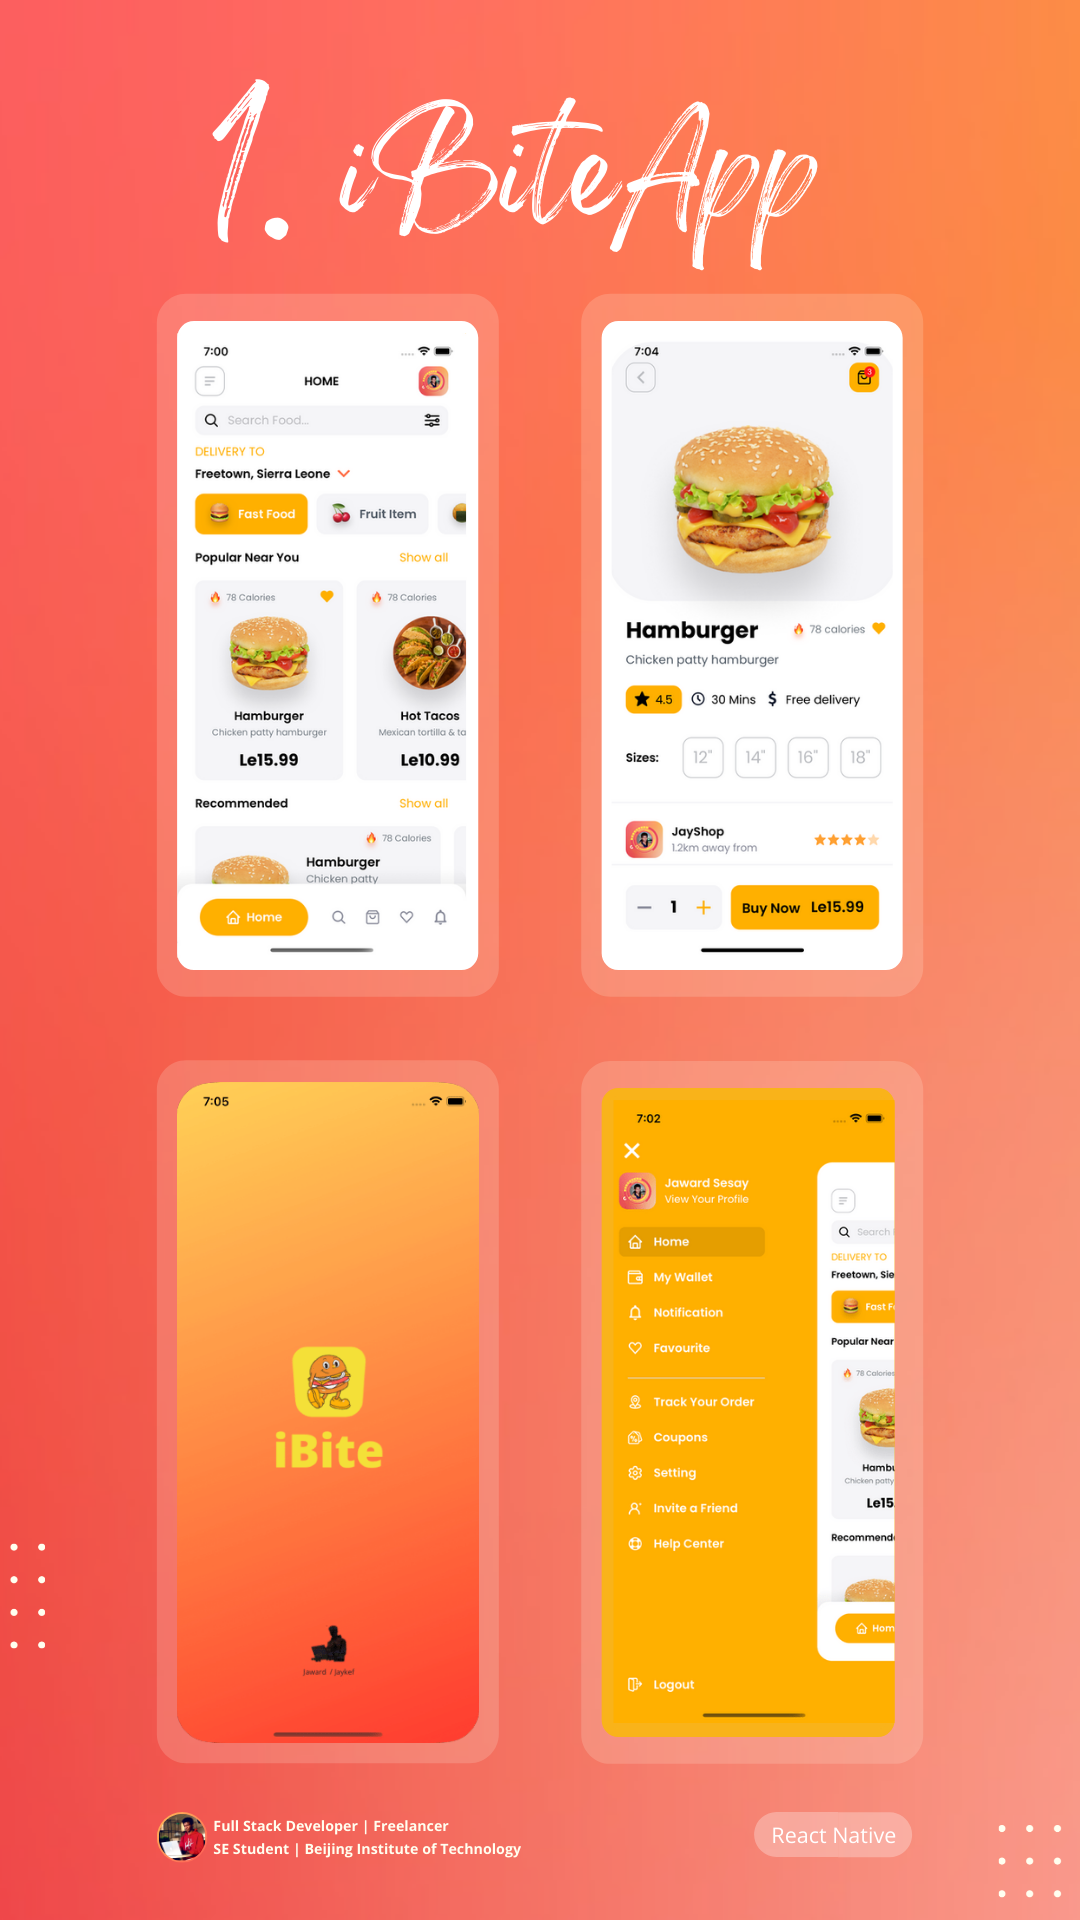 1. iBiteApp
7:00
HOME
Search Food...
DELIVERY TO
Freetown, Sierra Leone
Fast Food
Fruit Item
Popular Near You
Show all
78 Calories
78 Calories
Hamburger
Hot Tacos
Chicken patty hamburger
Mexican tortilla & ta
Le15.99
Le10.99
Recommended
Show all
78 Calories
Hamburger
Chicken patty
Home
7:04
3
Hamburger
78 calories
Chicken patty hamburger
4.5
30 Mins
$ Free delivery
Sizes:
12"
14"
16"
18"
JayShop
1.2km away from
1
Buy Now Le15.99
7:05
iBite
Jaward / Jaykef
7:02
Jaward Sesay
View Your Profile
Home
My Wallet
Notification
Favourite
Track Your Order
Coupons
Setting
Invite a Friend
Help Center
Logout
Search
DELIVERY TO
Freetown, Sie
Fast F
Popular Near
78 Calories
Hambu
Chicken patty
Le15.
Recommend
Hom
Full Stack Developer | Freelancer
SE Student | Beijing Institute of Technology
React Native